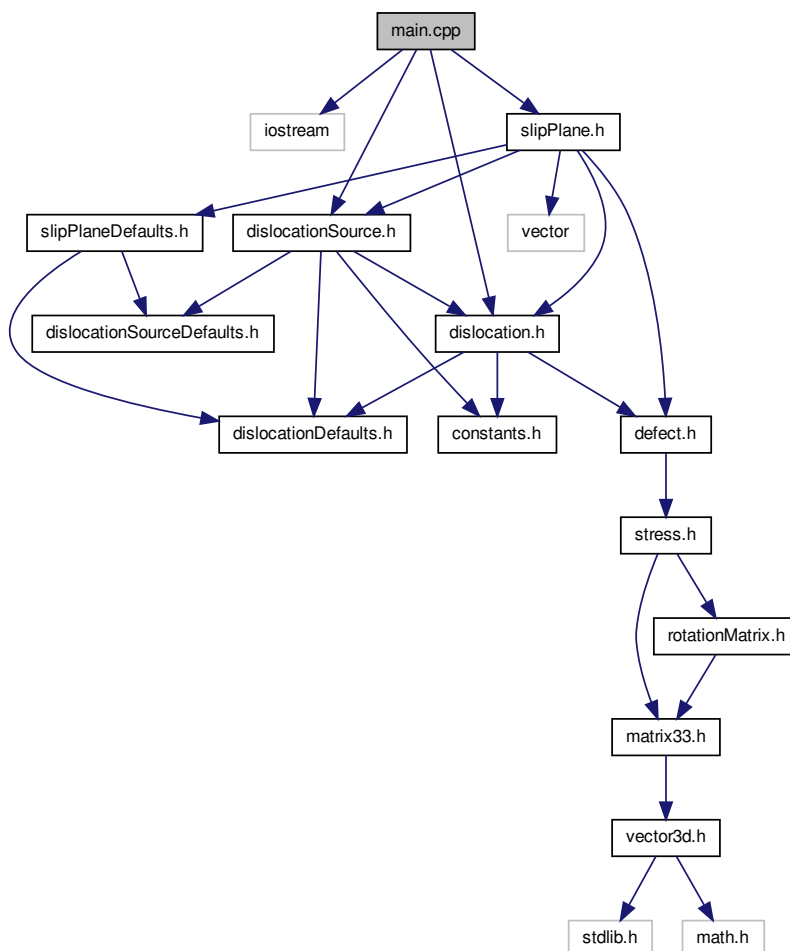 main.cpp
iostream
slipPlane.h
slipPlaneDefaults.h
dislocationSource.h
vector
dislocationSourceDefaults.h
dislocation.h
dislocationDefaults.h
constants.h
defect.h
stress.h
rotationMatrix.h
matrix33.h
vector3d.h
stdlib.h
math.h